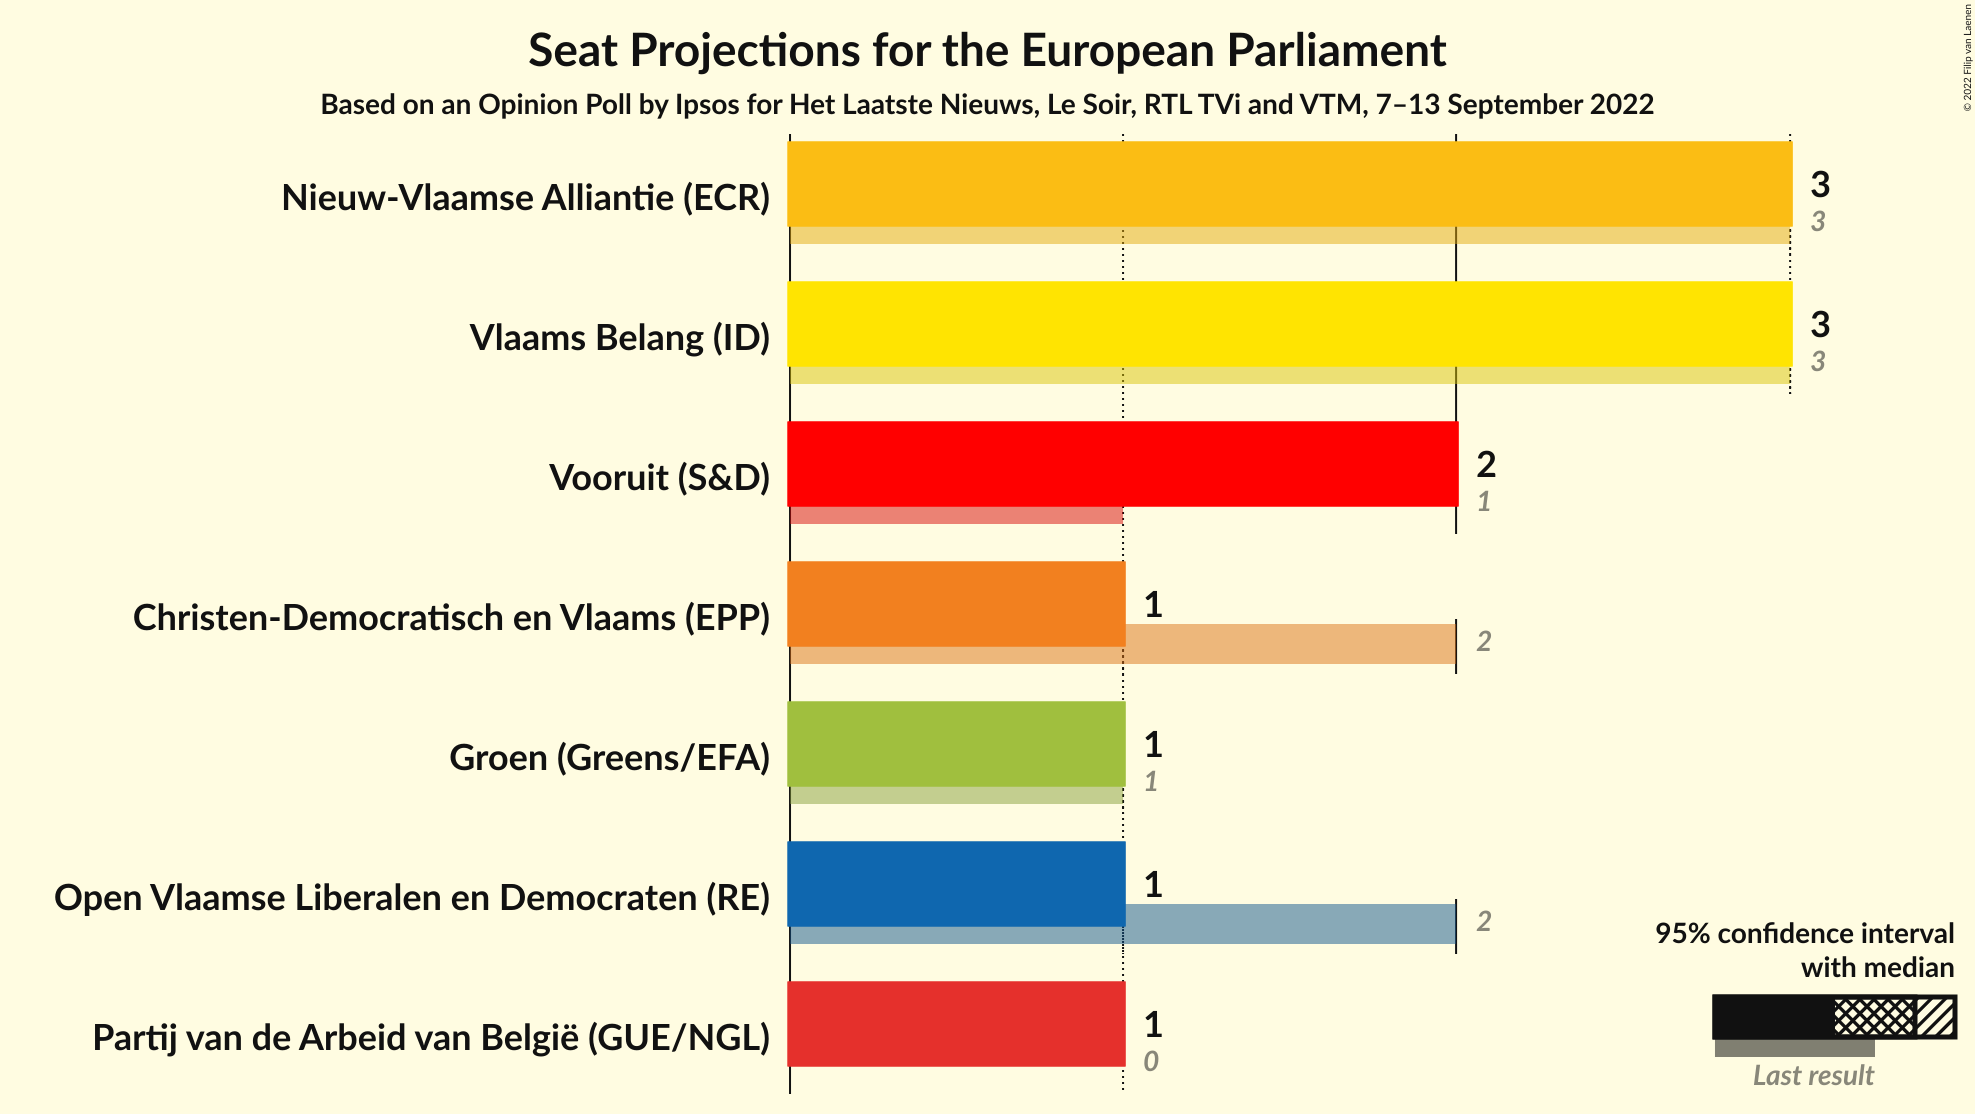 Seat Projections for the European Parliament
Based on an Opinion Poll by Ipsos for Het Laatste Nieuws, Le Soir, RTL TVi and VTM, 7–13 September 2022
© 2022 Filip van Laenen
Nieuw-Vlaamse Alliantie (ECR)
3
3
Vlaams Belang (ID)
3
3
Vooruit (S&D)
2
1
Christen-Democratisch en Vlaams (EPP)
1
2
Groen (Greens/EFA)
1
1
Open Vlaamse Liberalen en Democraten (RE)
1
2
Partij van de Arbeid van België (GUE/NGL)
1
0
95% confidence interval
with median
Last result